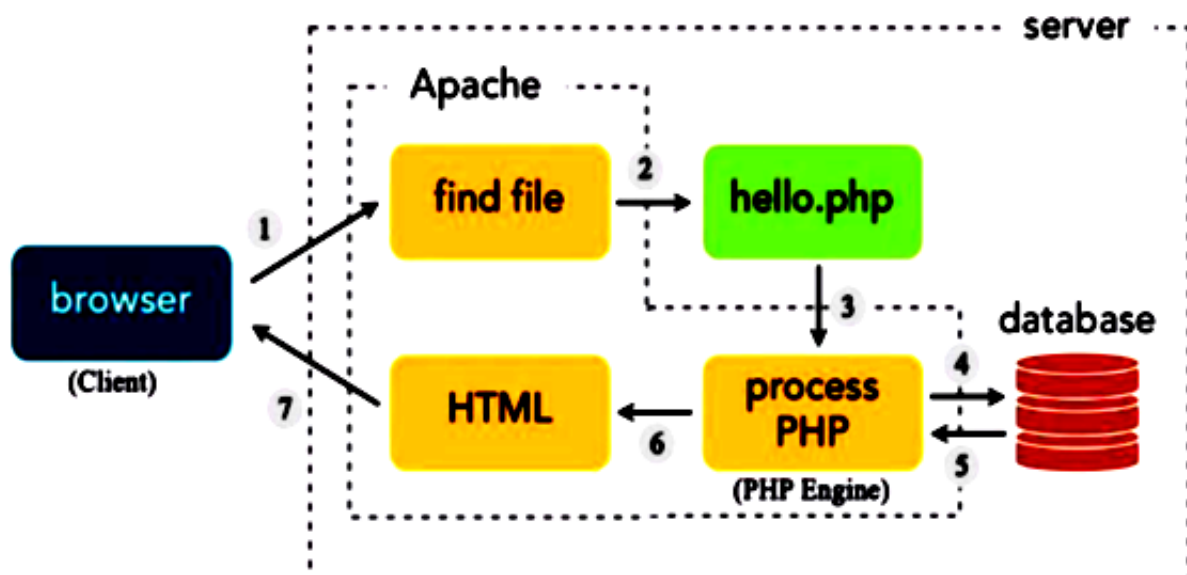 server
Apache
find file
2
hello.php
1
browser
(Client)
3
database
4
7
HTML
6
process
PHP
5
(PHP Engine)